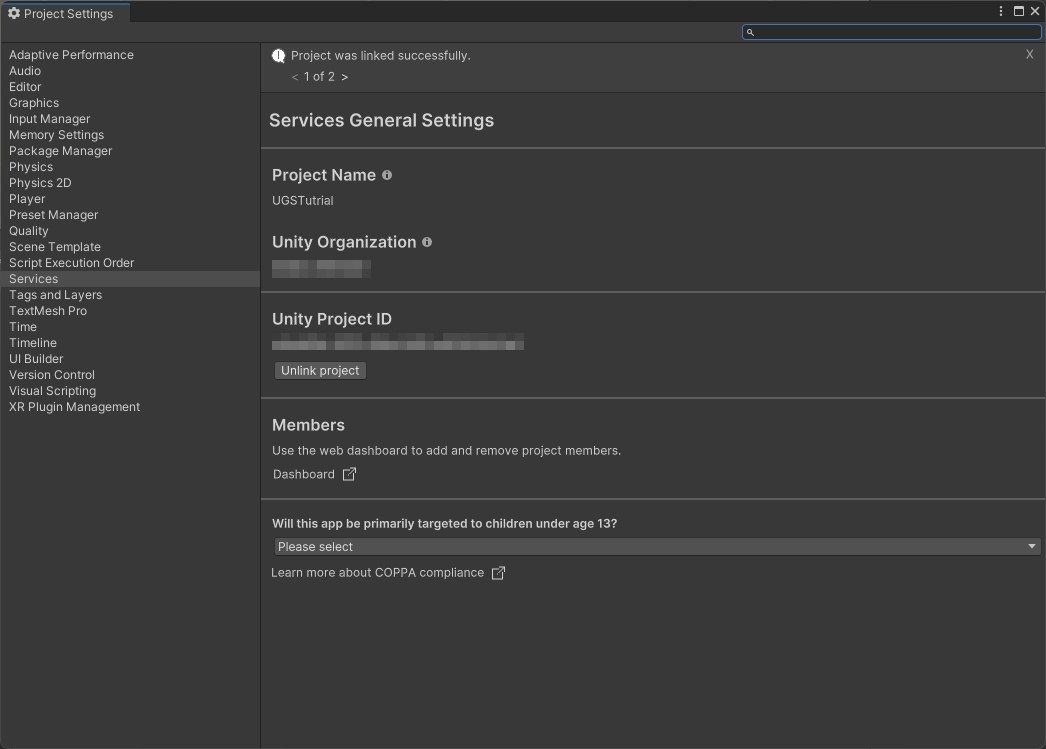 Project Settings
Adaptive Performance
Audio
Editor
Graphics
Input Manager
Memory Settings
Package Manager
Physics
Physics 2D
Player
Preset Manager
Quality
Scene Template
Script Execution Order
Services
Tags and Layers
TextMesh Pro
Time
Timeline
UI Builder
Version Control
Visual Scripting
XR Plugin Management
Project was linked successfully.
X
< 1 of 2 >
Services General Settings
Project Name
UGSTutrial
Unity Organization
Unity Project ID
Unlink project
Members
Use the web dashboard to add and remove project members.
Dashboard
Will this app be primarily targeted to children under age 13?
Please select
Learn more about COPPA compliance